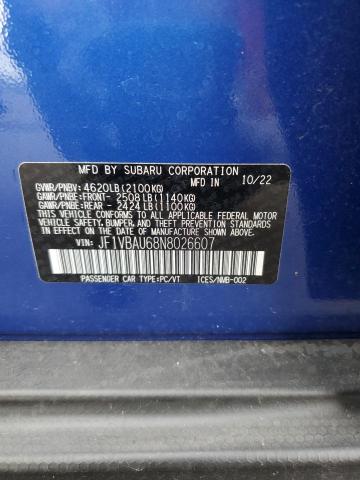 MFD BY SUBARU CORPORATION
MFD. IN JAPAN 10/22
GVWR/PNBV: 4620LB(2100KG)
GAWR/PNBE:FRONT- 2508LB(1140KG)
GAWR/PNBE:REAR - 2424LB(1100KG)
THIS VEHICLE CONFORMS TO ALL APPLICABLE FEDERAL MOTOR
VEHICLE SAFETY, BUMPER, AND THEFT PREVENTION STANDARDS
IN EFFECT ON THE DATE OF MANUFACTURE SHOWN ABOVE.
VIN: JF1VBAU68N8026607
PASSENGER CAR TYPE:PC/VT ICES/NMB-002